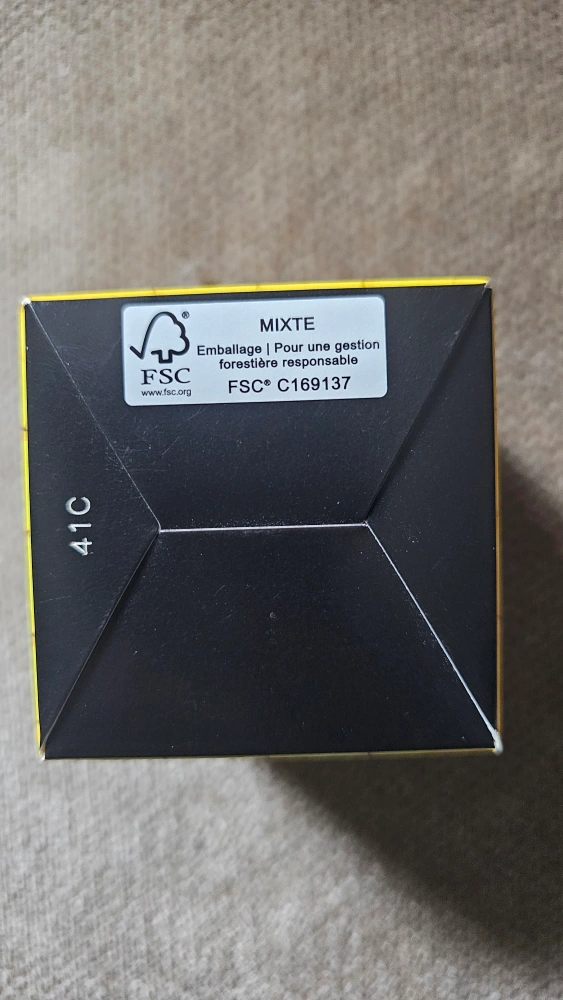 ®
MIXTE
Emballage | Pour une gestion
forestière responsable
FSC
www.fsc.org
FSC® C169137
41C